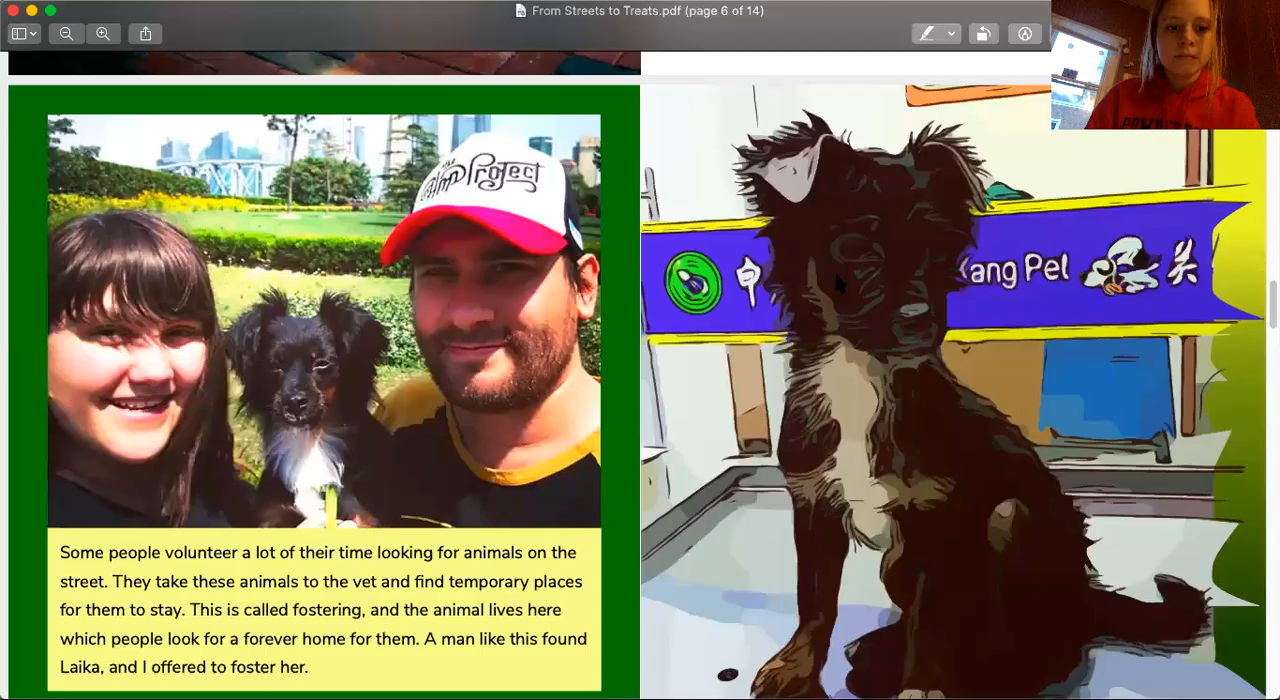 From Streets to Treats.pdf (page 6 of 14)
Project
申
Kang Pel
关
Some people volunteer a lot of their time looking for animals on the
street. They take these animals to the vet and find temporary places
for them to stay. This is called fostering, and the animal lives here
which people look for a forever home for them. A man like this found
Laika, and I offered to foster her.